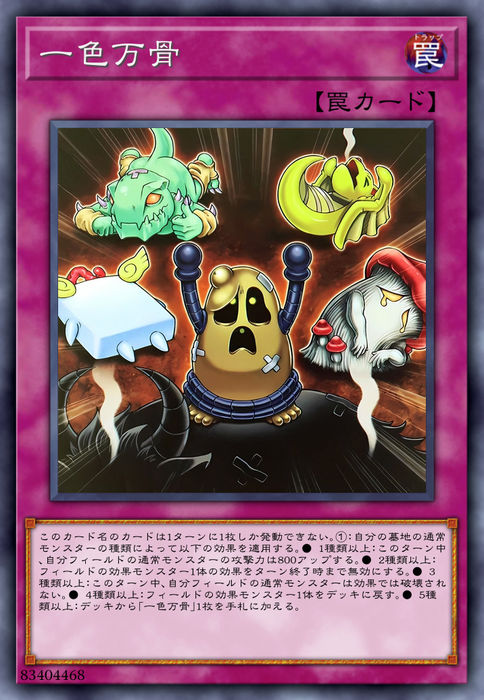 一色万骨
トラップ
罠
【罠カード】
このカード名のカードは1ターンに1枚しか発動できない。①:自分の墓地の通常
モンスターの種類によって以下の効果を適用する。● 1種類以上:このターン中
、自分フィールドの通常モンスターの攻撃力は800アップする。● 2種類以上:
フィールドの効果モンスター1体の効果をターン終了時まで無効にする。● 3
種類以上:このターン中、自分フィールドの通常モンスターは効果では破壊され
ない。● 4種類以上:フィールドの効果モンスター1体をデッキに戻す。● 5種
類以上:デッキから「一色万骨」1枚を手札に加える。
83404468